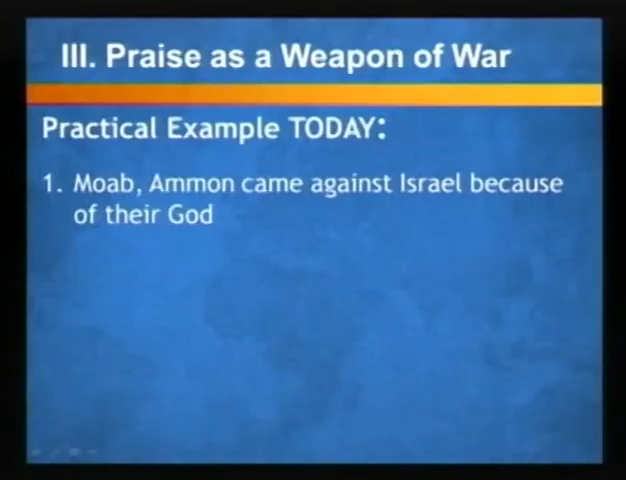 III. Praise as a Weapon of War
Practical Example TODAY:
1. Moab, Ammon came against Israel because
of their God